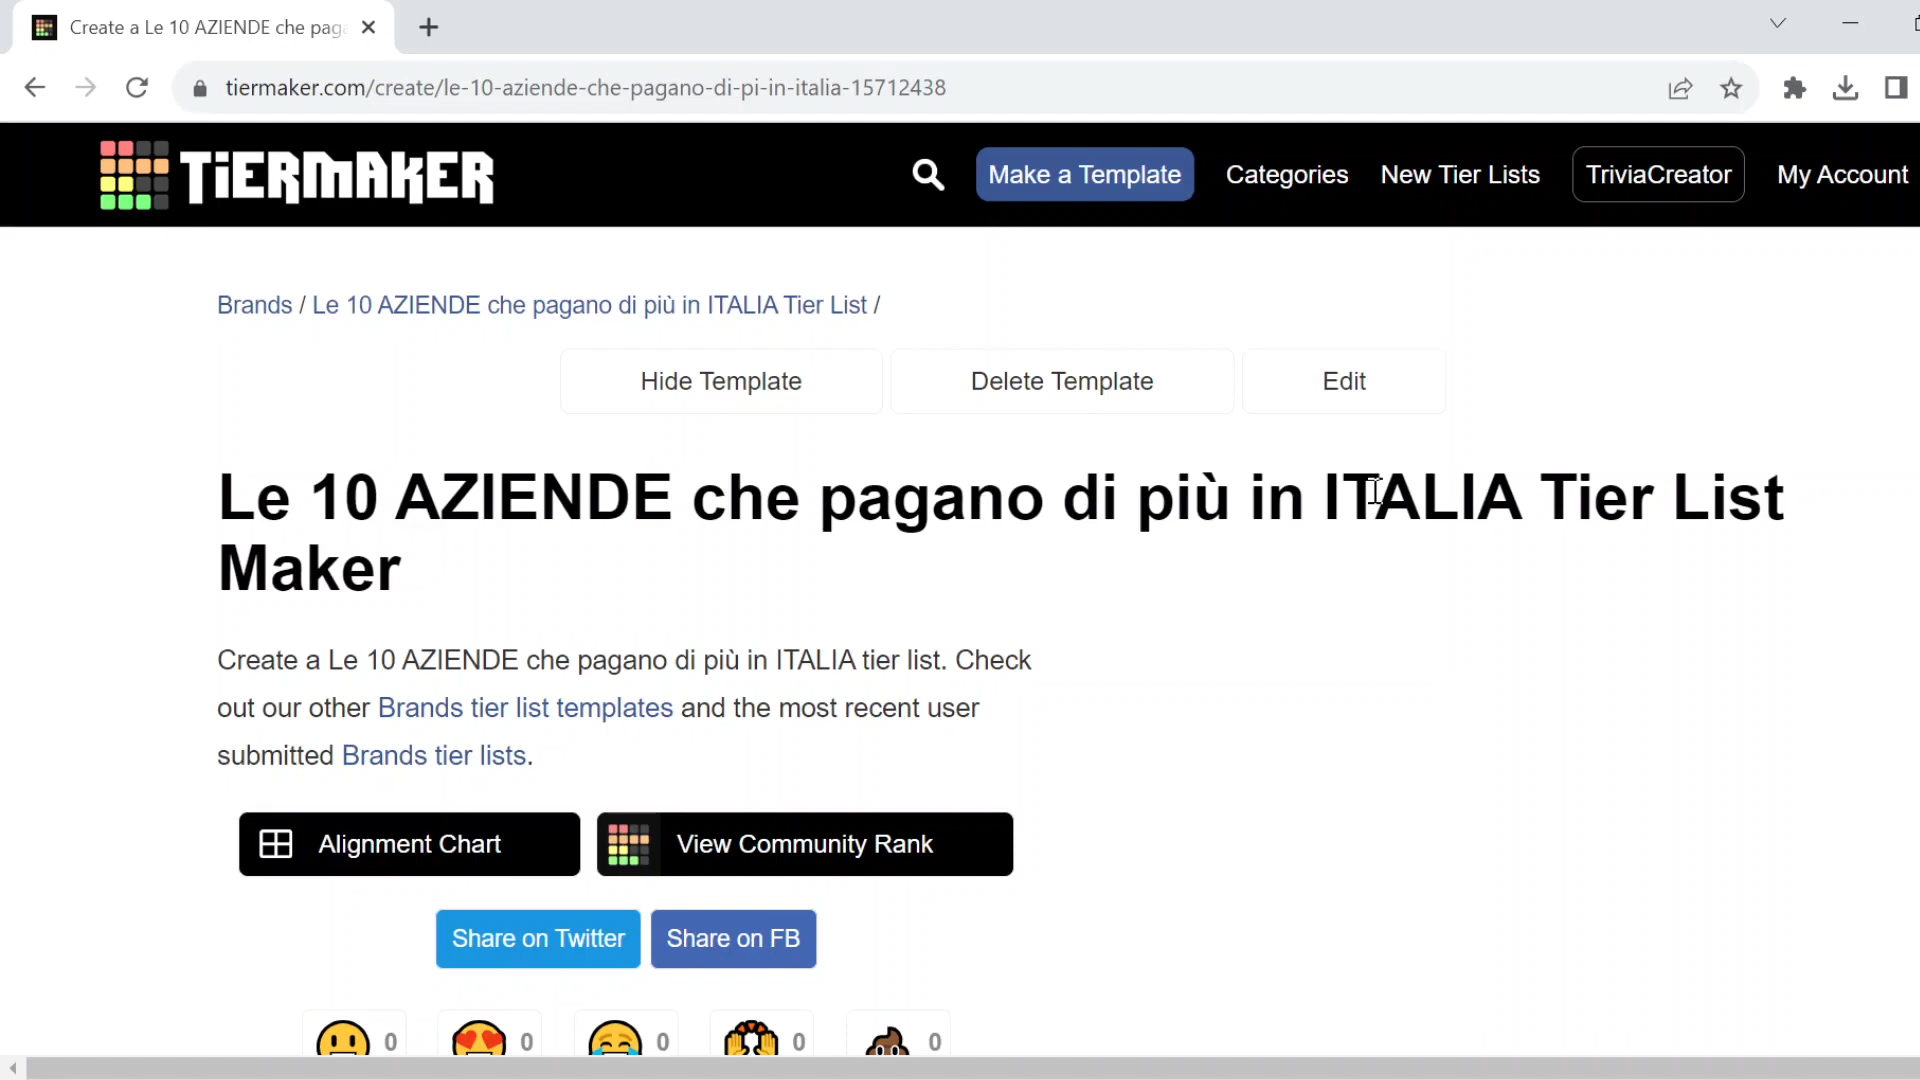 Create a Le 10 AZIENDE che pag
tiermaker.com/create/le-10-aziende-che-pagano-di-pi-in-italia-15712438
TiERMAKER
Make a Template
Categories
New Tier Lists
TriviaCreator
My Account
Brands / Le 10 AZIENDE che pagano di più in ITALIA Tier List /
Hide Template
Delete Template
Edit
Le 10 AZIENDE che pagano di più in ITALIA Tier List
Maker
Create a Le 10 AZIENDE che pagano di più in ITALIA tier list. Check
out our other Brands tier list templates and the most recent user
submitted Brands tier lists.
Alignment Chart
View Community Rank
Share on Twitter
Share on FB
0
0
0
0
0